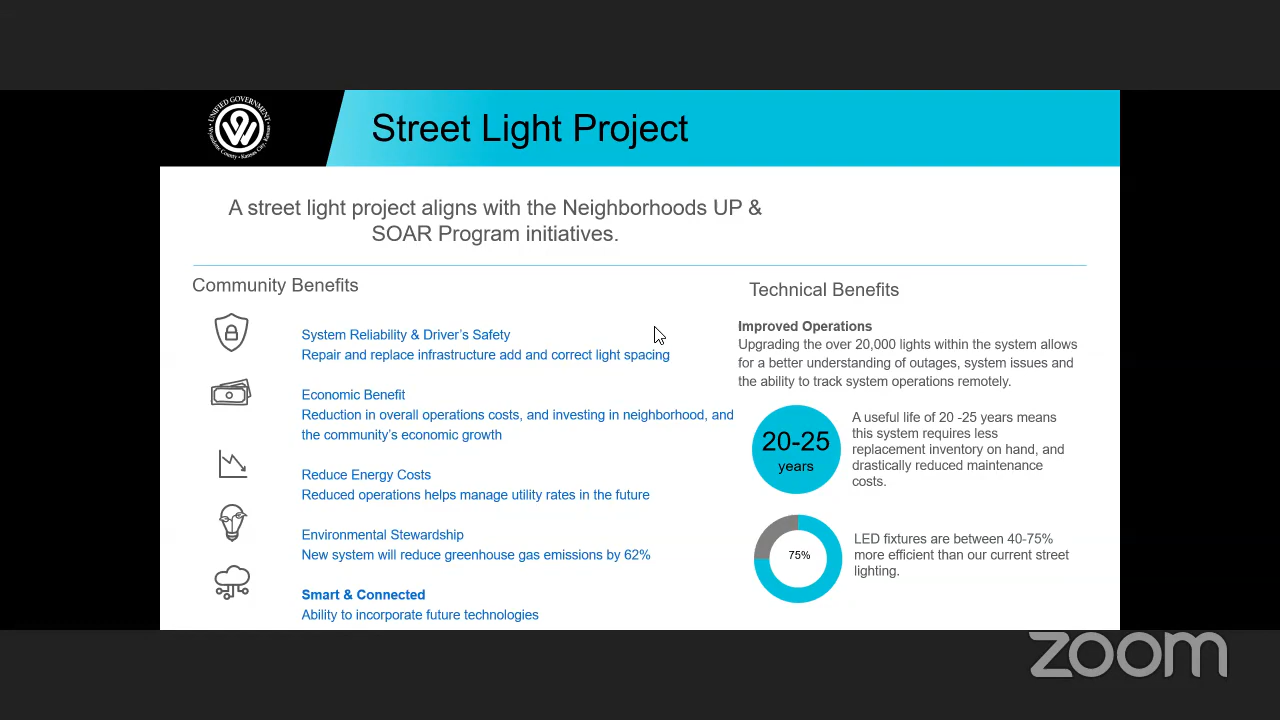 UNIFIED GOVERNMENT
Wyandotte County • Kansas City, Kansas
Street Light Project
A street light project aligns with the Neighborhoods UP &
SOAR Program initiatives.
Community Benefits
System Reliability & Driver's Safety
Repair and replace infrastructure add and correct light spacing
Economic Benefit
Reduction in overall operations costs, and investing in neighborhood, and
the community's economic growth
Reduce Energy Costs
Reduced operations helps manage utility rates in the future
Environmental Stewardship
New system will reduce greenhouse gas emissions by 62%
Smart & Connected
Ability to incorporate future technologies
Technical Benefits
Improved Operations
Upgrading the over 20,000 lights within the system allows
for a better understanding of outages, system issues and
the ability to track system operations remotely.
20-25
years
A useful life of 20 -25 years means
this system requires less
replacement inventory on hand, and
drastically reduced maintenance
costs.
75%
LED fixtures are between 40-75%
more efficient than our current street
lighting.
zoom